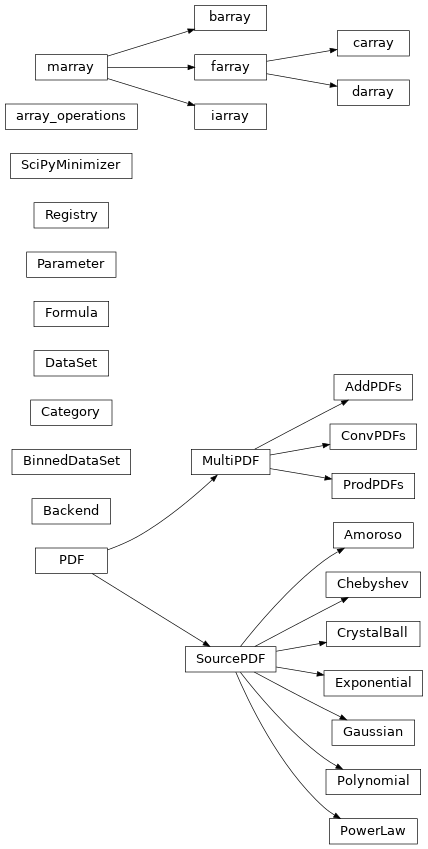 barray
carray
marray
farray
darray
array_operations
iarray
SciPyMinimizer
Registry
Parameter
Formula
DataSet
AddPDFs
Category
ConvPDFs
BinnedDataSet
MultiPDF
ProdPDFs
Backend
Amoroso
PDF
Chebyshev
CrystalBall
SourcePDF
Exponential
Gaussian
Polynomial
PowerLaw